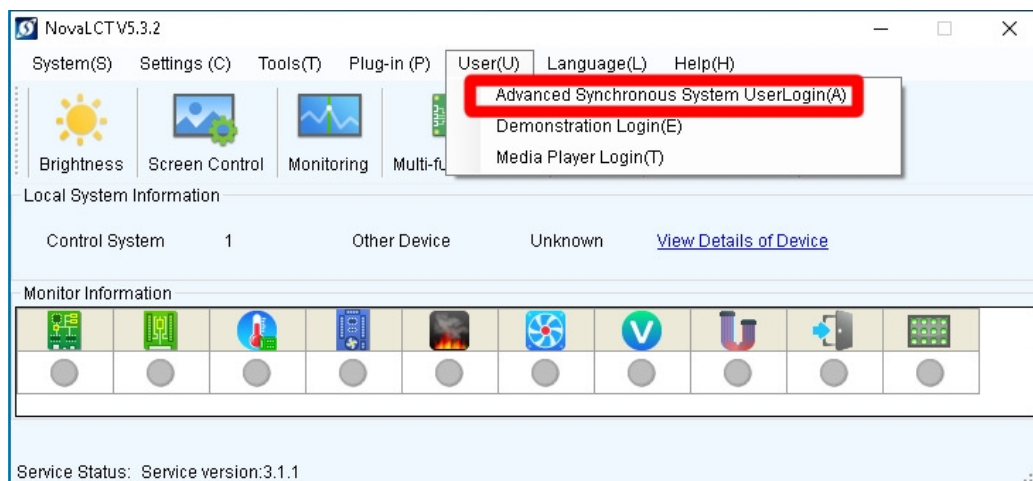 NovaLCT V5.3.2
System(S) Settings (C) Tools(T) Plug-in (P) User(U) Language(L) Help(H)
Advanced Synchronous System UserLogin(A)
Demonstration Login(E)
Media Player Login(T)
Brightness Screen Control Monitoring Multi-fu
Local System Information
Control System 1 Other Device Unknown View Details of Device
Monitor Information
V
Service Status: Service version:3.1.1